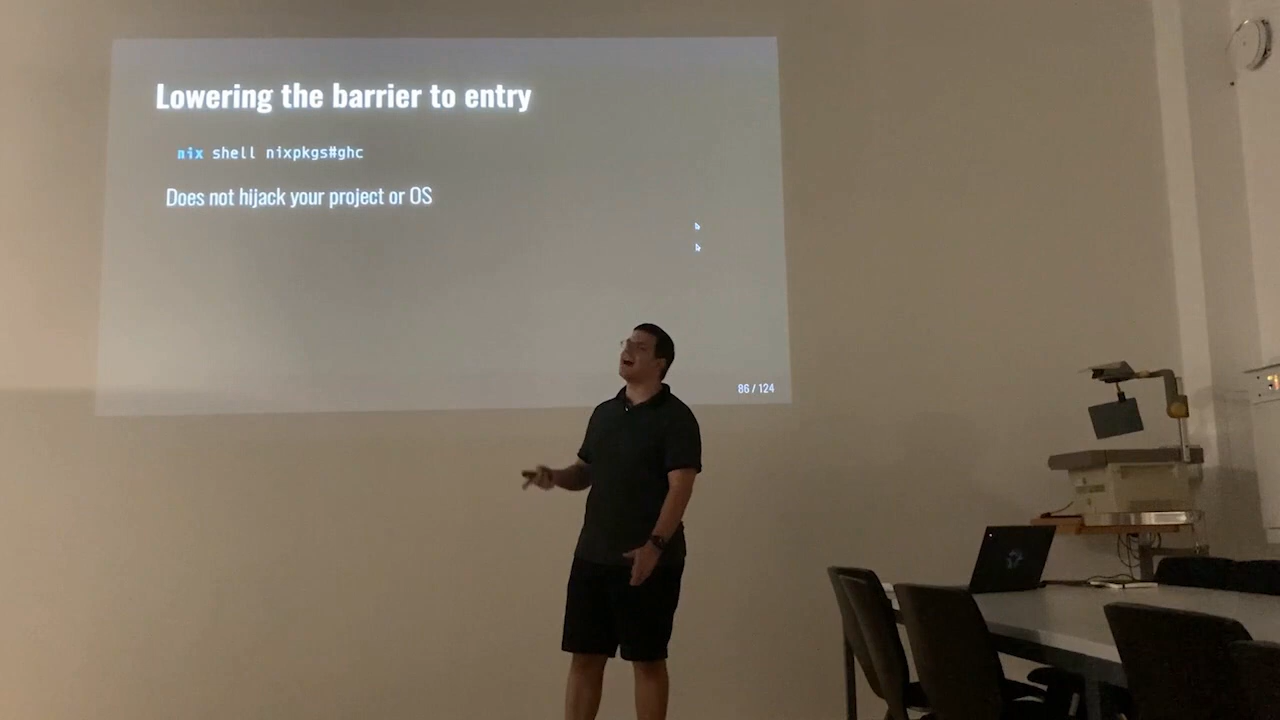 Lowering the barrier to entry
nix shell nixpkgs#ghc
Does not hijack your project or OS
86 / 124